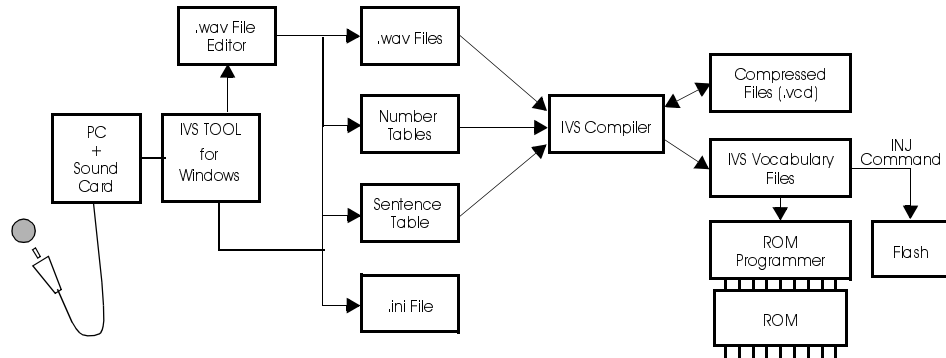 .wav File
Editor
.wav Files
Compressed
Files (.vcd)
PC
+
Sound
Card
IVS TOOL
for
Windows
Number
Tables
IVS Compiler
IVS Vocabulary
Files
INJ
Command
Sentence
Table
ROM
Programmer
Flash
.ini File
ROM